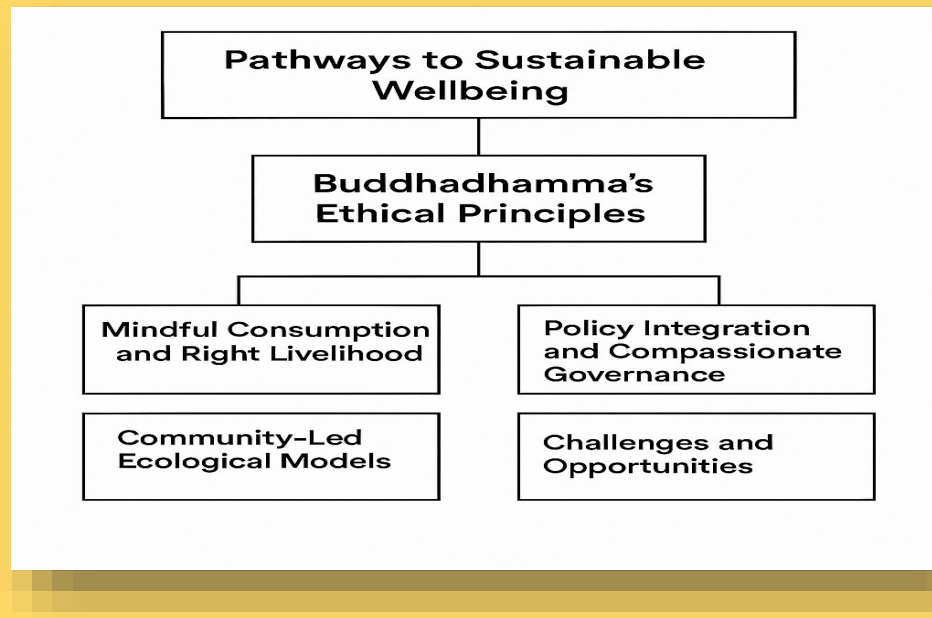 Pathways to Sustainable
Wellbeing
Buddhadhamma’s
Ethical Principles
Mindful Consumption
and Right Livelihood
Policy Integration
and Compassionate
Governance
Community-Led
Ecological Models
Challenges and
Opportunities